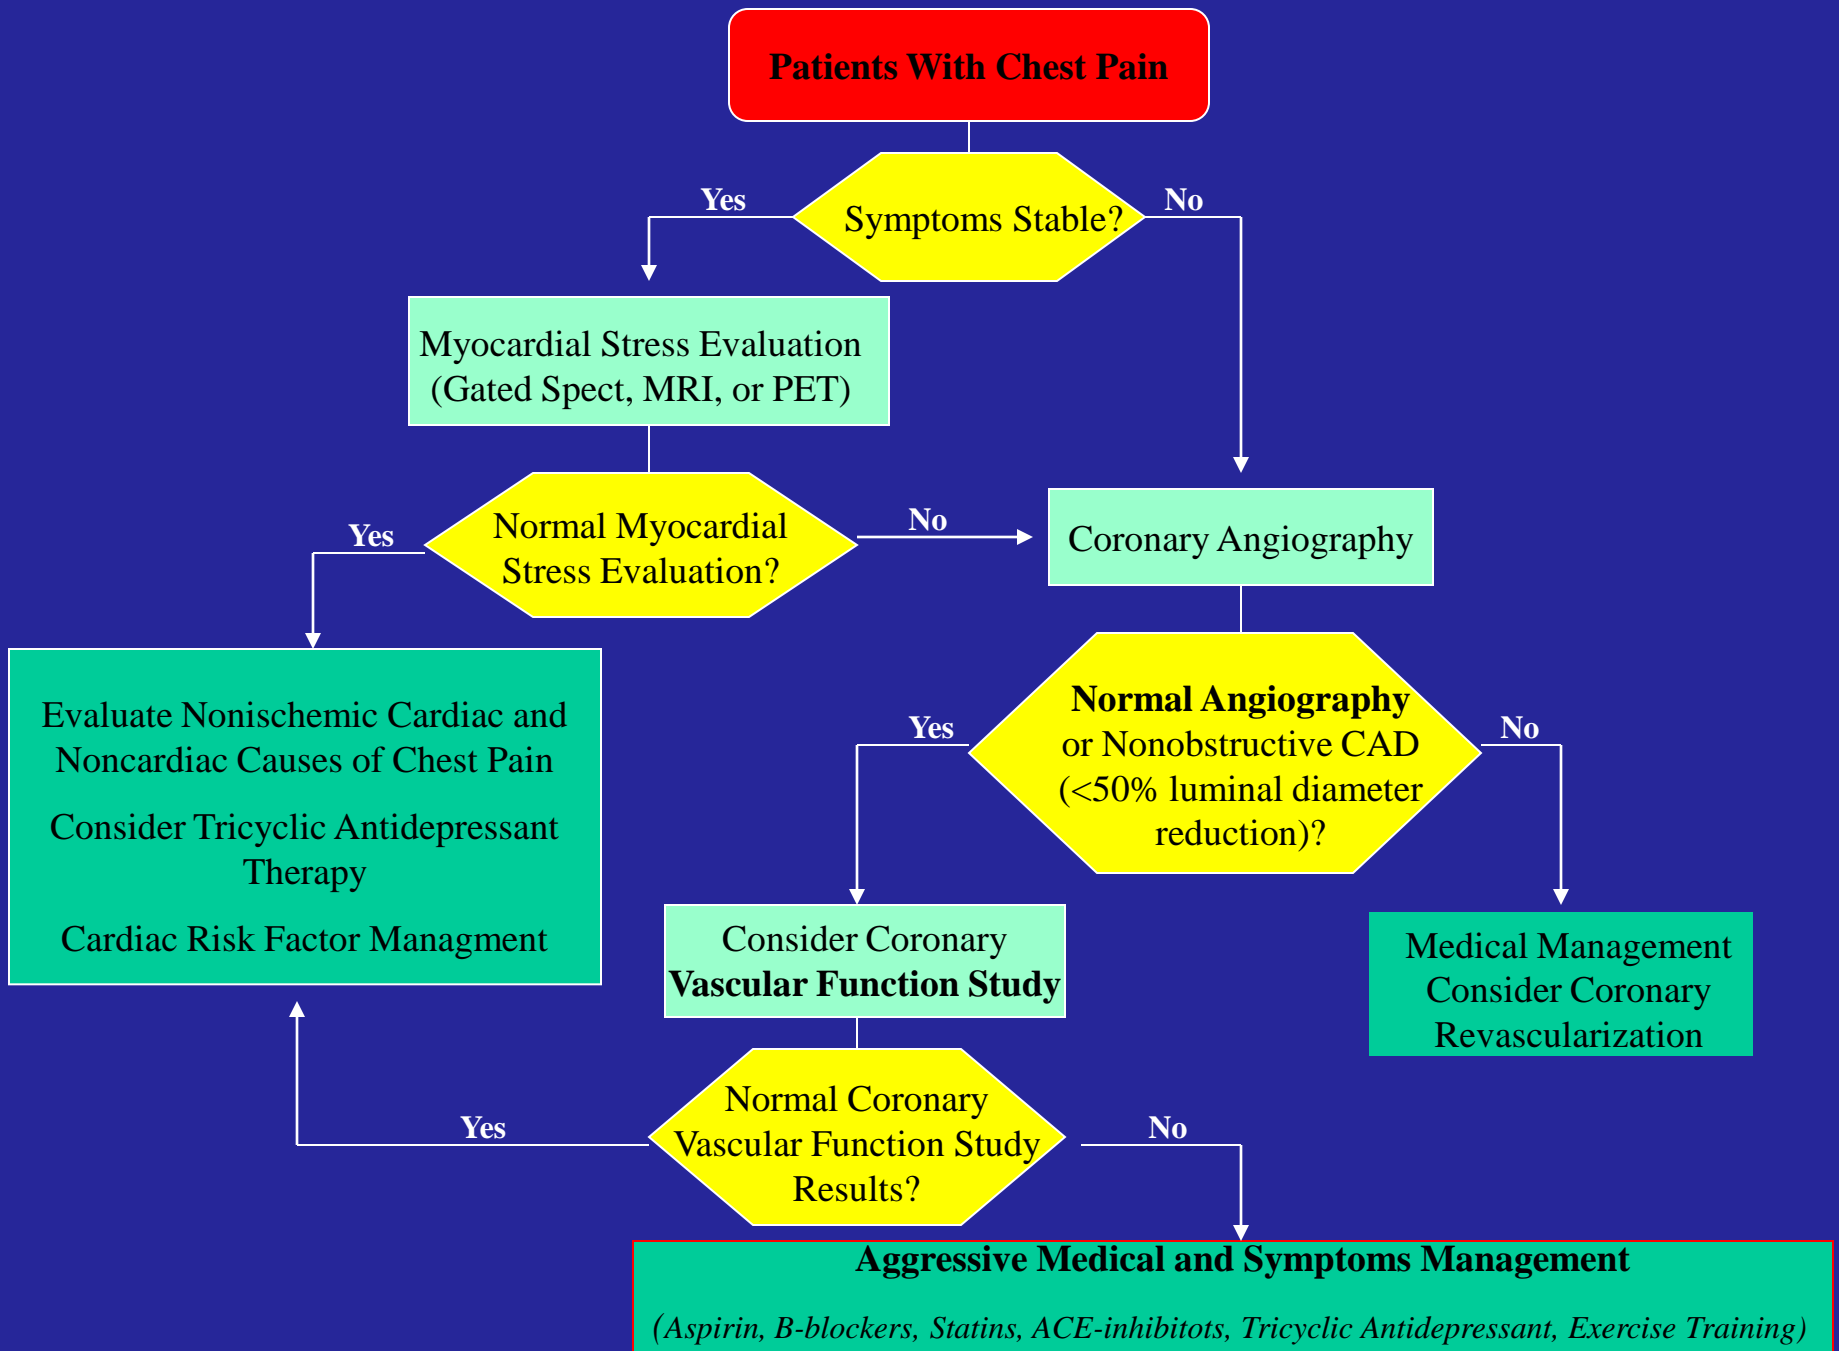 Patients With Chest Pain
Symptoms Stable?
Yes
No
Myocardial Stress Evaluation
(Gated Spect, MRI, or PET)
Normal Myocardial
Stress Evaluation?
Yes
No
Coronary Angiography
Evaluate Nonischemic Cardiac and
Noncardiac Causes of Chest Pain
Consider Tricyclic Antidepressant
Therapy
Cardiac Risk Factor Managment
Normal Angiography
or Nonobstructive CAD
(<50% luminal diameter
reduction)?
Yes
No
Consider Coronary
Vascular Function Study
Medical Management
Consider Coronary
Revascularization
Normal Coronary
Vascular Function Study
Results?
Yes
No
Aggressive Medical and Symptoms Management
(Aspirin, B-blockers, Statins, ACE-inhibitots, Tricyclic Antidepressant, Exercise Training)